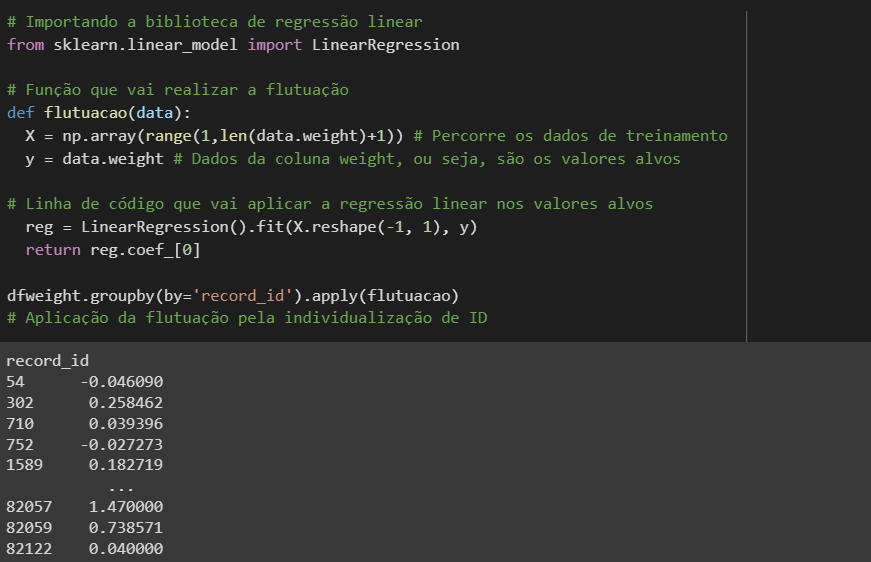 # Importando a biblioteca de regressão linear
from sklearn.linear_model import LinearRegression
# Função que vai realizar a flutuação
def flutuacao(data):
  X = np.array(range(1,len(data.weight)+1)) # Percorre os dados de treinamento
  y = data.weight # Dados da coluna weight, ou seja, são os valores alvos
# Linha de código que vai aplicar a regressão linear nos valores alvos
  reg = LinearRegression().fit(X.reshape(-1, 1), y)
  return reg.coef_[0]
dfweight.groupby(by='record_id').apply(flutuacao)
# Aplicação da flutuação pela individualização de ID
record_id
54      -0.046090
302      0.258462
710      0.039396
752     -0.027273
1589     0.182719
           ...
82057    1.470000
82059    0.738571
82122    0.040000